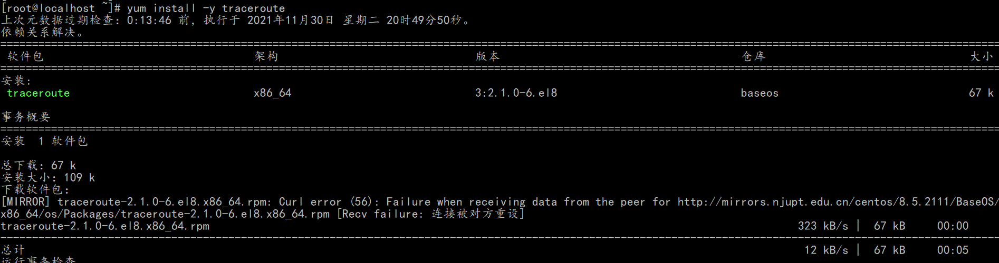 [root@localhost ~]# yum install -y traceroute
上次元数据过期检查：0:13:46 前，执行于 2021年11月30日 星期二 20时49分50秒。
依赖关系解决。
软件包 架构 版本 仓库 大小
安装:
traceroute x86_64 3:2.1.0-6.el8 baseos 67 k
事务概要
安装 1 软件包
总下载：67 k
安装大小：109 k
下载软件包：
[MIRROR] traceroute-2.1.0-6.el8.x86_64.rpm: Curl error (56): Failure when receiving data from the peer for http://mirrors.njupt.edu.cn/centos/8.5.2111/BaseOS/
x86_64/os/Packages/traceroute-2.1.0-6.el8.x86_64.rpm [Recv failure: 连接被对方重设]
traceroute-2.1.0-6.el8.x86_64.rpm 323 kB/s | 67 kB 00:00
总计 12 kB/s | 67 kB 00:05
运行事务检查